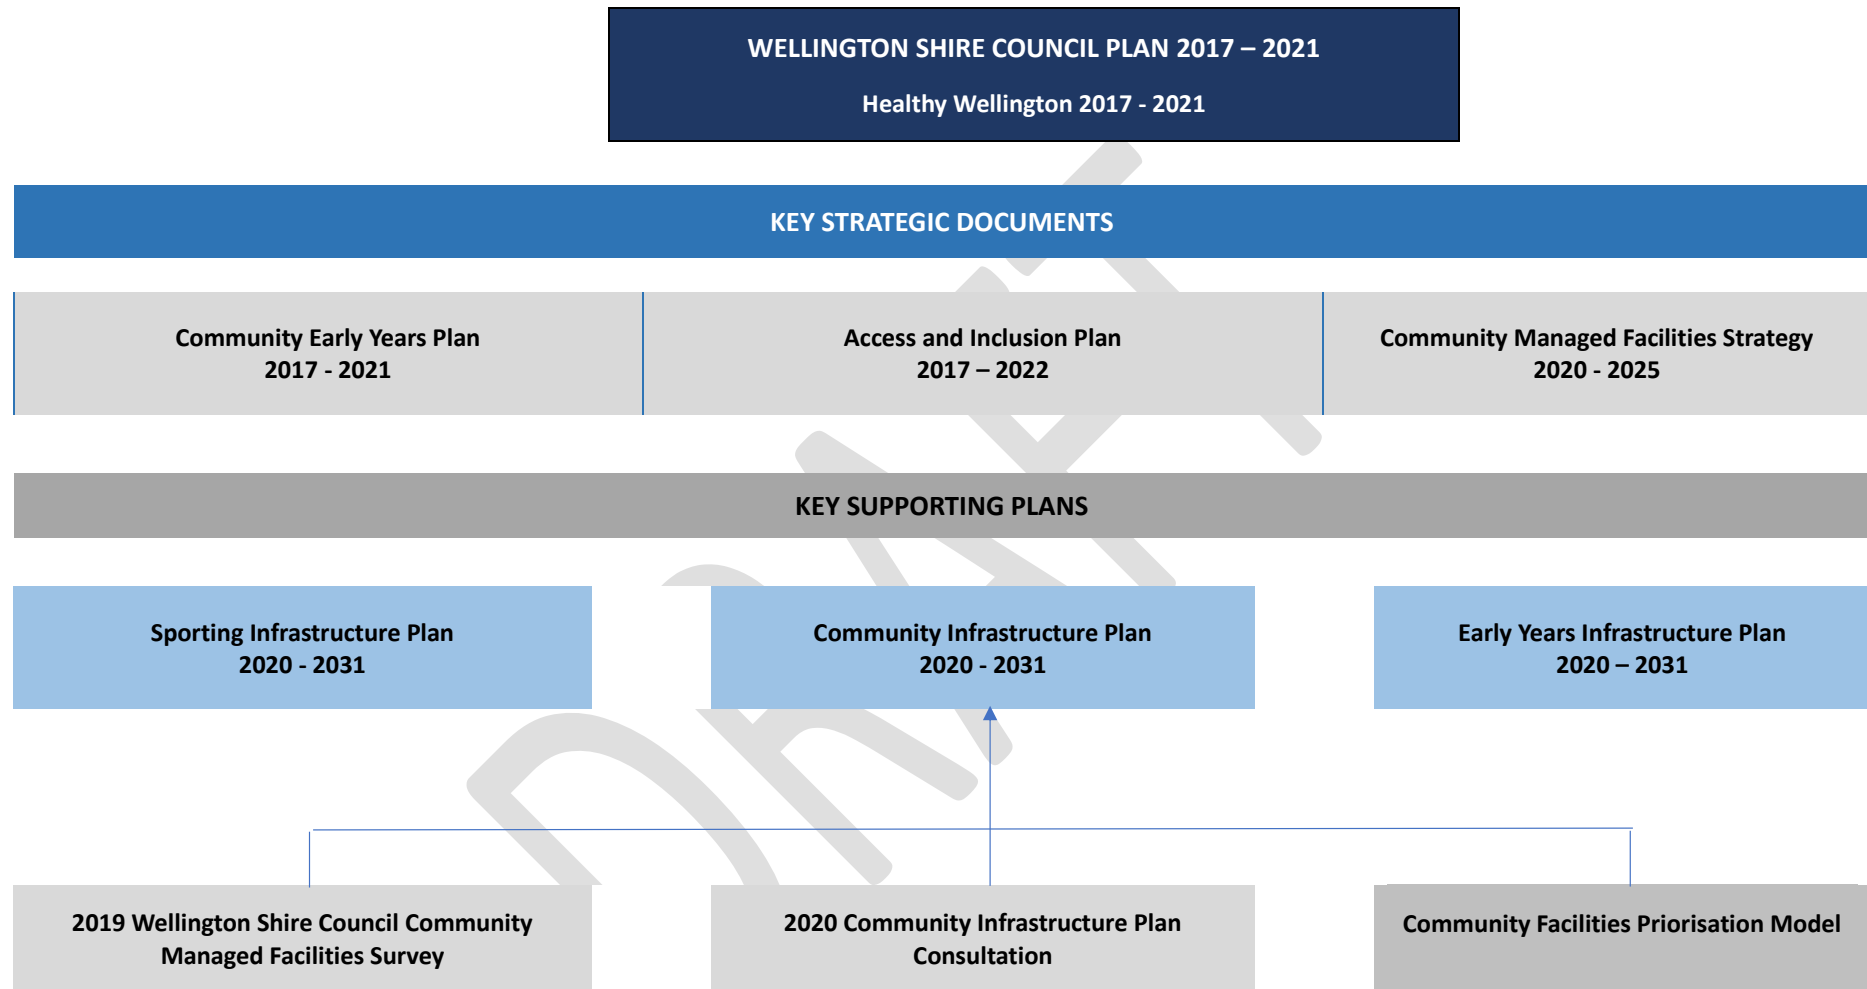 WELLINGTON SHIRE COUNCIL PLAN 2017 – 2021
Healthy Wellington 2017 - 2021
KEY STRATEGIC DOCUMENTS
Community Early Years Plan
2017 - 2021
Access and Inclusion Plan
2017 – 2022
Community Managed Facilities Strategy
2020 - 2025
KEY SUPPORTING PLANS
Sporting Infrastructure Plan
2020 - 2031
Community Infrastructure Plan
2020 - 2031
Early Years Infrastructure Plan
2020 – 2031
2019 Wellington Shire Council Community
Managed Facilities Survey
2020 Community Infrastructure Plan
Consultation
Community Facilities Priorisation Model
DRAFT